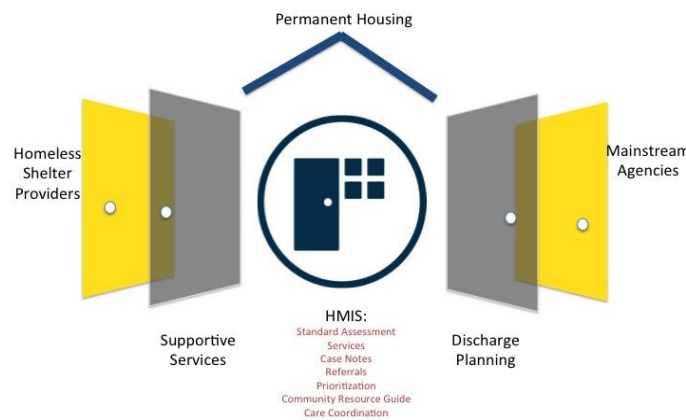 Permanent Housing
Homeless
Shelter
Providers
Mainstream
Agencies
Supportive
Services
HMIS:
Standard Assessment
Services
Case Notes
Referrals
Prioritization
Community Resource Guide
Care Coordination
Discharge
Planning